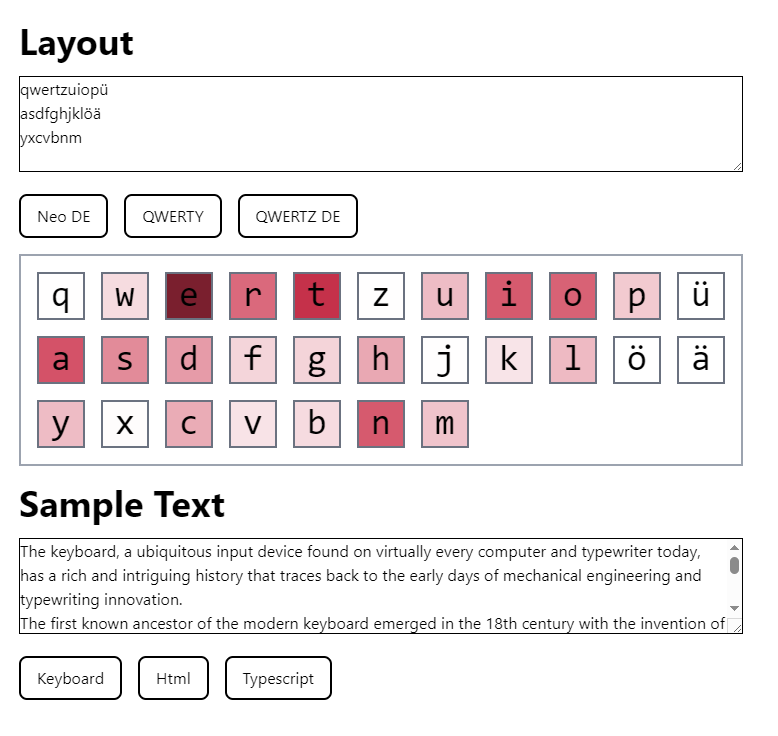 Layout
qwertzuiopü
asdfghjklöä
yxcvbnm
Neo DE QWERTY QWERTZ DE
q w e r t z u i o p ü
a s d f g h j k l ö ä
y x c v b n m
Sample Text
The keyboard, a ubiquitous input device found on virtually every computer and typewriter today,
has a rich and intriguing history that traces back to the early days of mechanical engineering and
typewriting innovation.
The first known ancestor of the modern keyboard emerged in the 18th century with the invention of
Keyboard Html Typescript